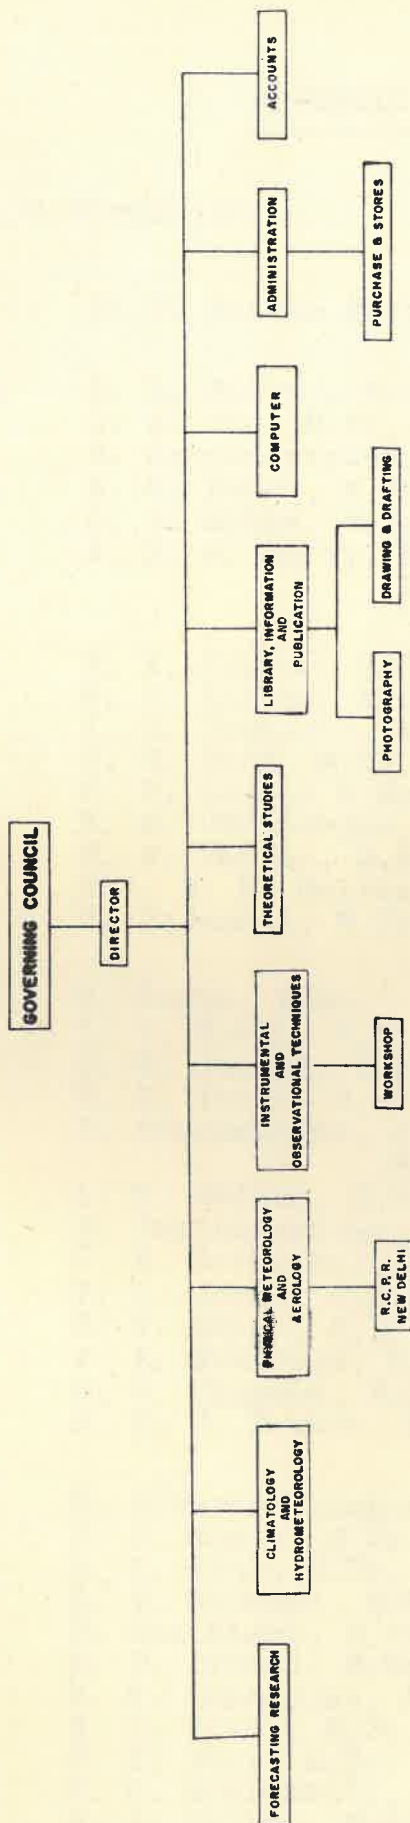 GOVERNING COUNCIL
DIRECTOR
FORECASTING RESEARCH
CLIMATOLOGY
AND
HYDROMETEOROLOGY
PHYSICAL METEOROLOGY
AND
AEROLOGY
INSTRUMENTAL
AND
OBSERVATIONAL TECHNIQUES
THEORETICAL STUDIES
LIBRARY, INFORMATION
AND
PUBLICATION
COMPUTER
ADMINISTRATION
ACCOUNTS
R.C.P.R.
NEW DELHI
WORKSHOP
PHOTOGRAPHY
DRAWING & DRAFTING
PURCHASE & STORES